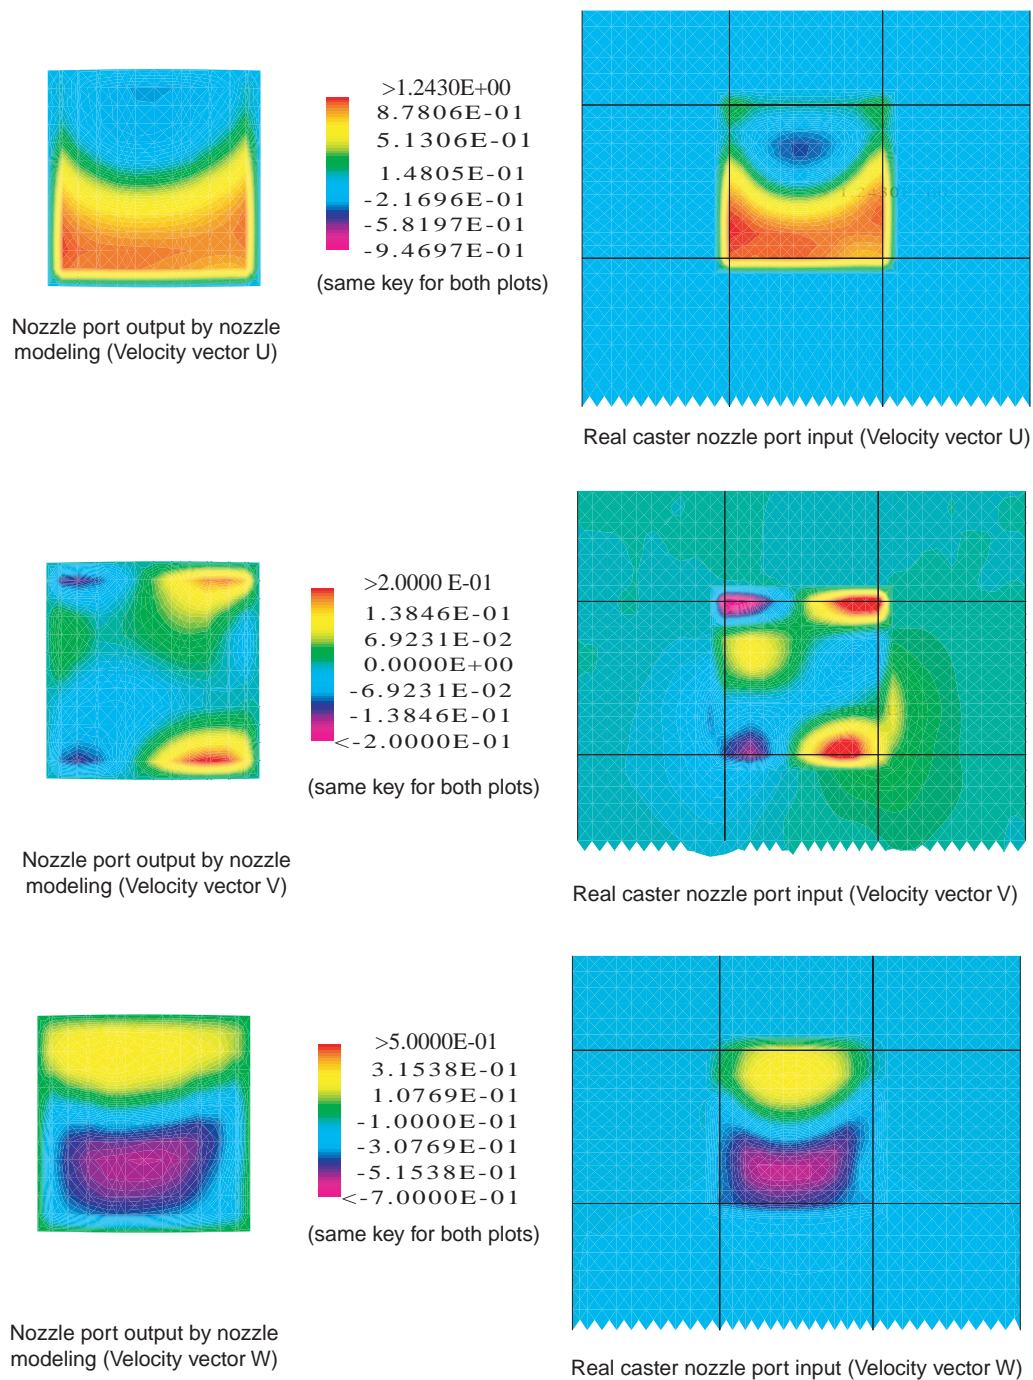 >1.2430E+00
8.7806E-01
5.1306E-01
1.4805E-01
-2.1696E-01
-5.8197E-01
-9.4697E-01
(same key for both plots)
Nozzle port output by nozzle
modeling (Velocity vector U)
Real caster nozzle port input (Velocity vector U)
>2.0000 E-01
1.3846E-01
6.9231E-02
0.0000E+00
-6.9231E-02
-1.3846E-01
<-2.0000E-01
(same key for both plots)
Nozzle port output by nozzle
modeling (Velocity vector V)
Real caster nozzle port input (Velocity vector V)
>5.0000E-01
3.1538E-01
1.0769E-01
-1.0000E-01
-3.0769E-01
-5.1538E-01
<-7.0000E-01
(same key for both plots)
Nozzle port output by nozzle
modeling (Velocity vector W)
Real caster nozzle port input (Velocity vector W)